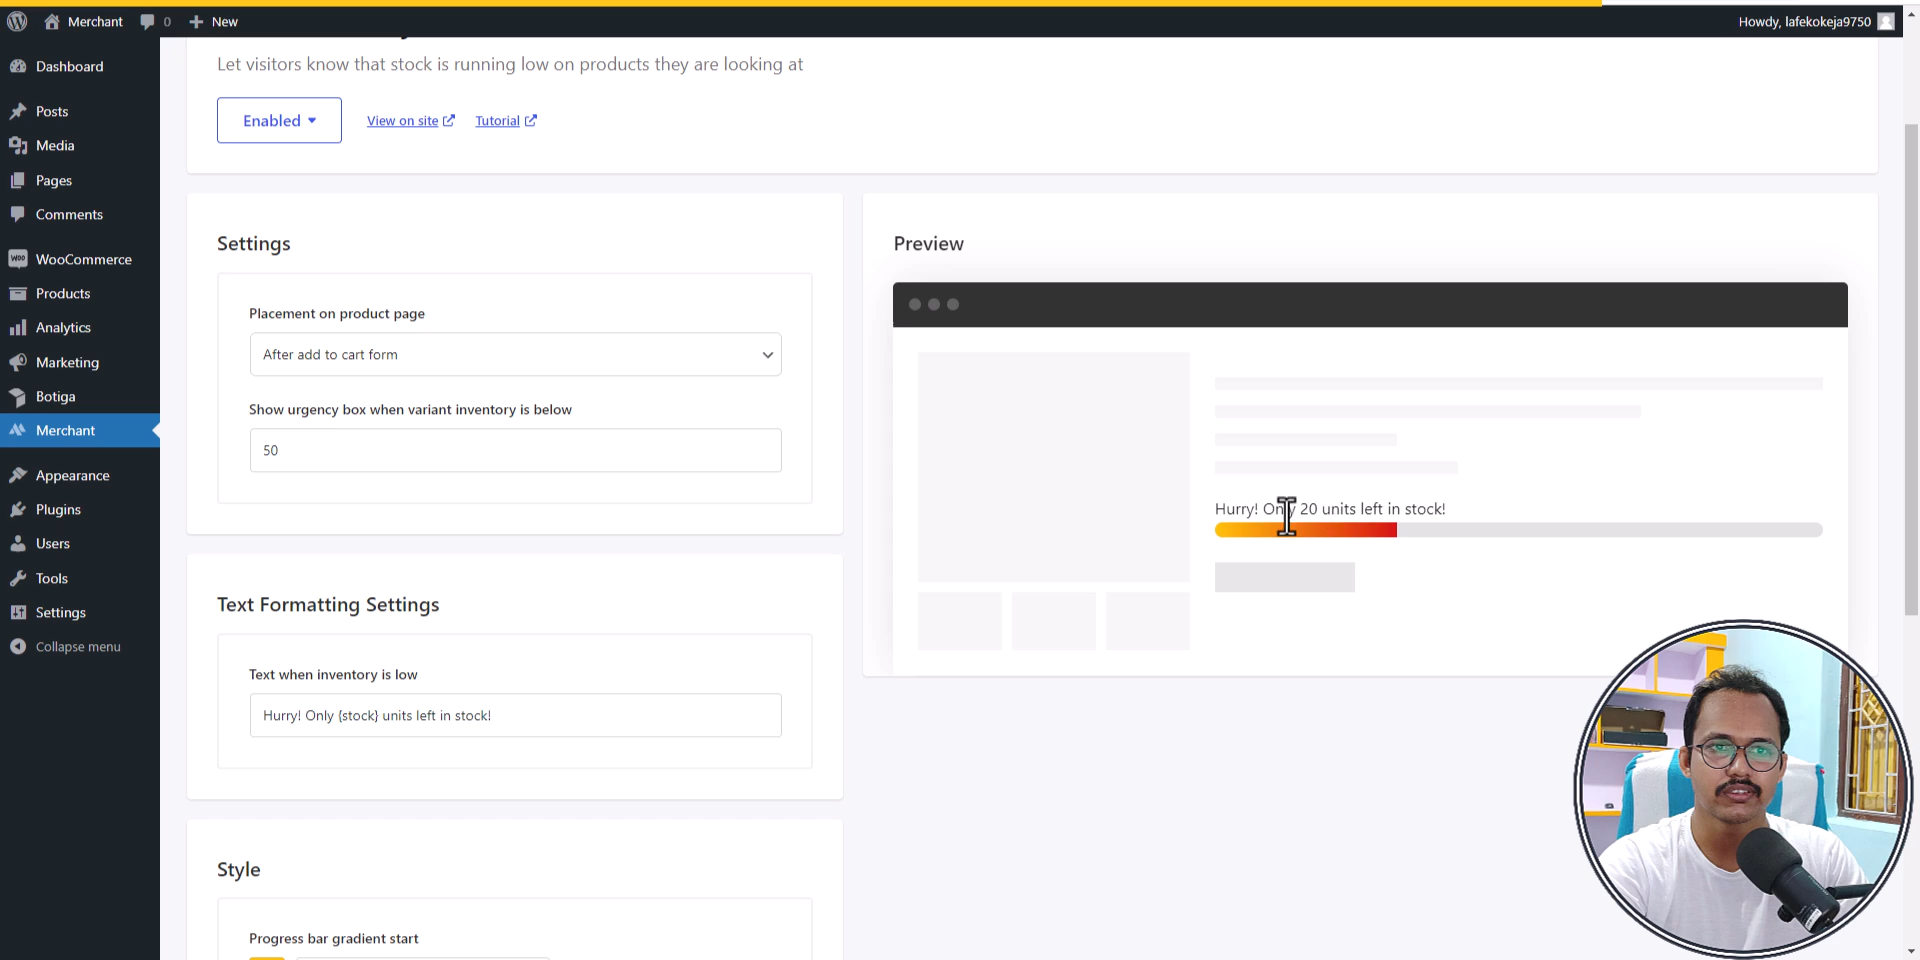 Merchant
0
New
Howdy, lafekokeja9750
Dashboard
Posts
Media
Pages
Comments
WooCommerce
Products
Analytics
Marketing
Botiga
Merchant
Appearance
Plugins
Users
Tools
Settings
Collapse menu
Let visitors know that stock is running low on products they are looking at
Enabled
View on site
Tutorial
Settings
Placement on product page
After add to cart form
Show urgency box when variant inventory is below
50
Text Formatting Settings
Text when inventory is low
Hurry! Only {stock} units left in stock!
Style
Progress bar gradient start
Preview
Hurry! Only 20 units left in stock!